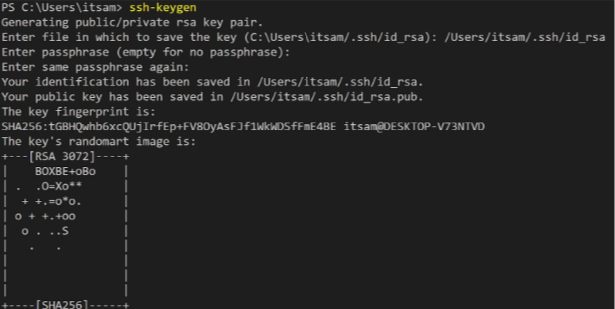 PS C:\Users\itsam> ssh-keygen
Generating public/private rsa key pair.
Enter file in which to save the key (C:\Users\itsam/.ssh/id_rsa): /Users/itsam/.ssh/id_rsa
Enter passphrase (empty for no passphrase):
Enter same passphrase again:
Your identification has been saved in /Users/itsam/.ssh/id_rsa.
Your public key has been saved in /Users/itsam/.ssh/id_rsa.pub.
The key fingerprint is:
SHA256:tGBHQwhb6xcQUjIrfEp+FV8OyAsFJf1WkWDSfFmE4BE itsam@DESKTOP-V73NTVD
The key's randomart image is:
+---[RSA 3072]----+
|    BOXBE+oBo    |
| .  .O=Xo**      |
|  + +.=o*o.      |
| o + +.+oo       |
|  o . ..S        |
|   .   .         |
|                 |
|                 |
|                 |
+----[SHA256]-----+